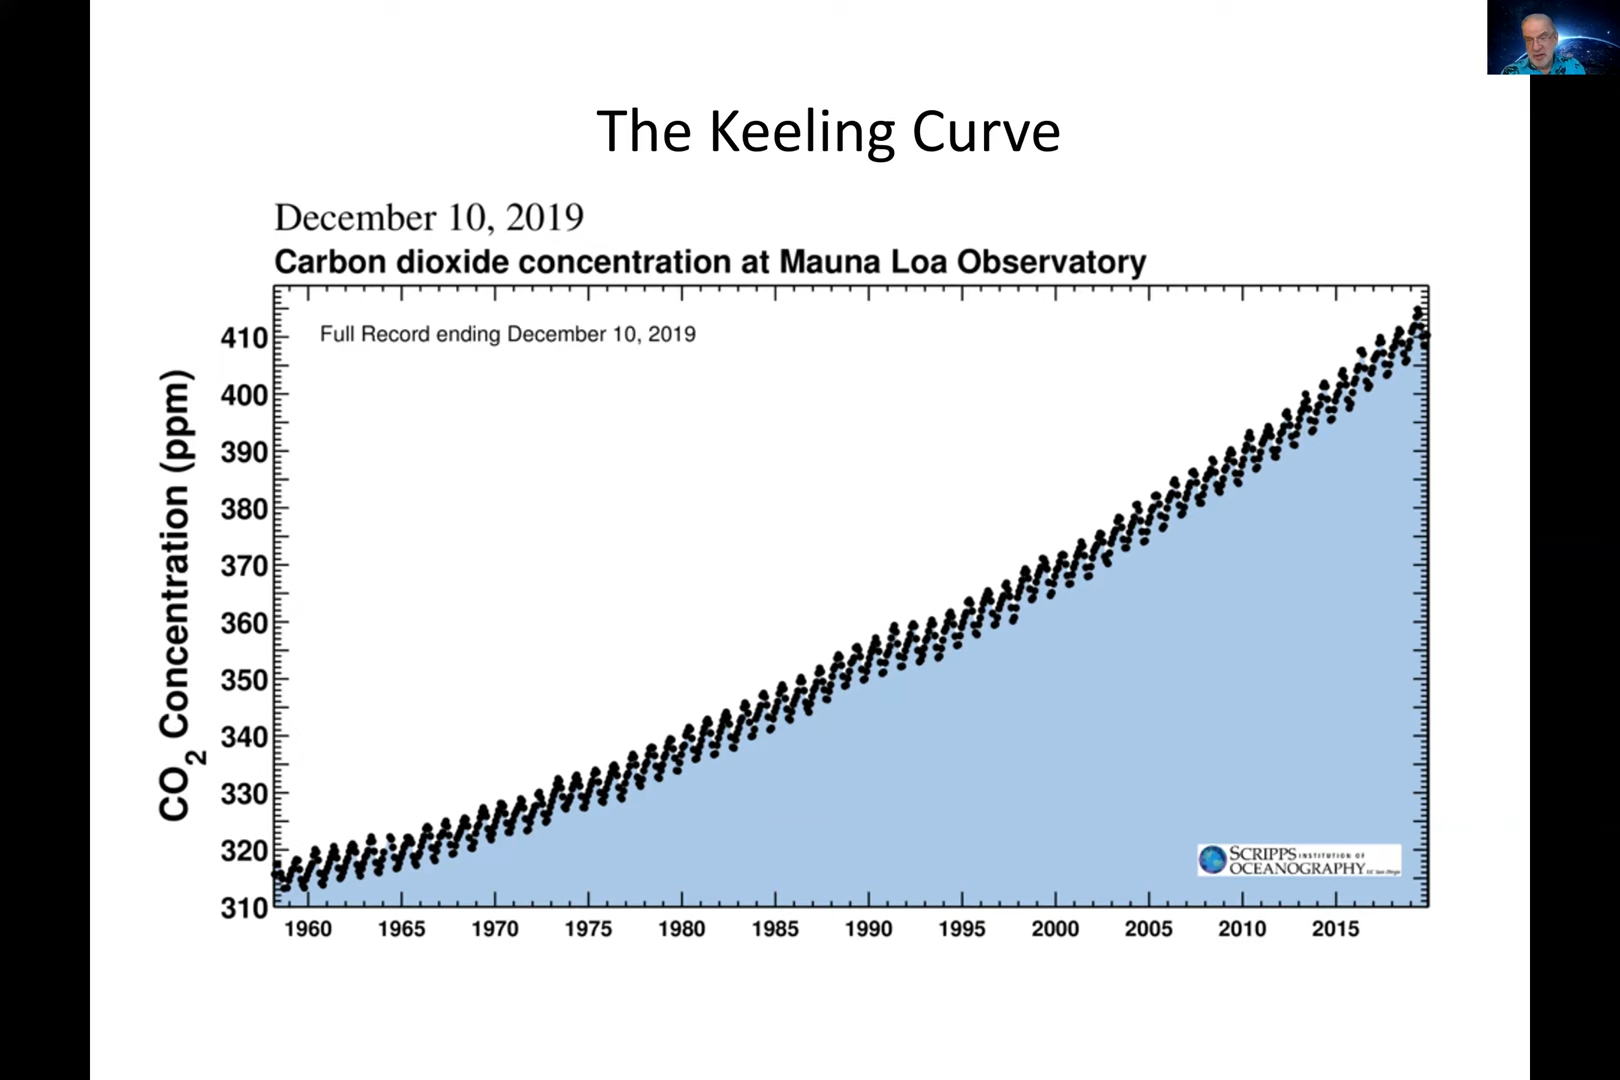 The Keeling Curve
December 10, 2019
Carbon dioxide concentration at Mauna Loa Observatory
Full Record ending December 10, 2019
CO2 Concentration (ppm)
410
400
390
380
370
360
350
340
330
320
310
1960 1965 1970 1975 1980 1985 1990 1995 2000 2005 2010 2015
SCRIPPS INSTITUTION OF
OCEANOGRAPHY UC San Diego